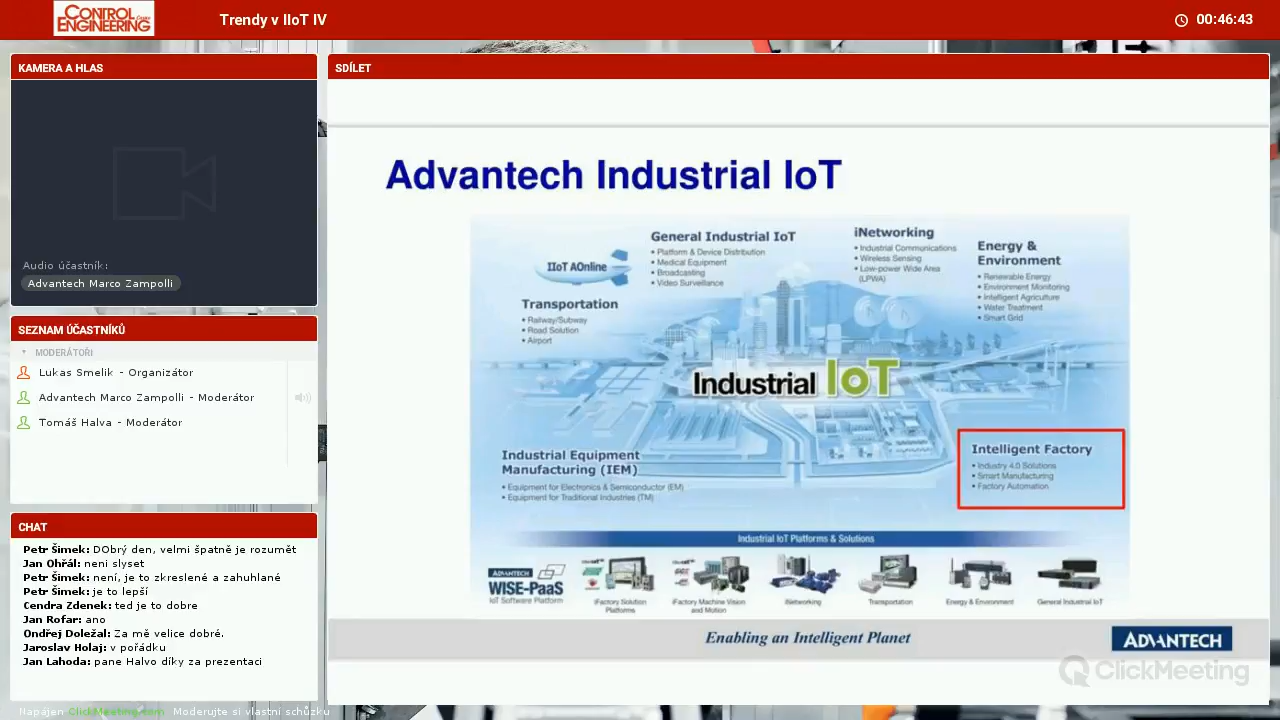 CONTROL
ENGINEERING
Trendy v IIoT IV
00:46:43
KAMERA A HLAS
Audio účastník:
Advantech Marco Zampolli
SEZNAM ÚČASTNÍKŮ
MODERÁTOŘI
Lukas Smelik - Organizátor
Advantech Marco Zampolli - Moderátor
Tomáš Halva - Moderátor
CHAT
Petr Šimek: DObrý den, velmi špatně je rozumět
Jan Ohřál: neni slyset
Petr Šimek: není, je to zkreslené a zahuhlané
Petr Šimek: je to lepší
Cendra Zdenek: ted je to dobre
Jan Rofar: ano
Ondřej Doležal: Za mě velice dobré.
Jaroslav Holaj: v pořádku
Jan Lahoda: pane Halvo díky za prezentaci
Napájen ClickMeeting.com Moderujte si vlastní schůzku
SDÍLET
Advantech Industrial IoT
IIoT AOnline
General Industrial IoT
• Platform & Device Distribution
• Medical Equipment
• Broadcasting
• Video Surveillance
iNetworking
• Industrial Communications
• Wireless Sensing
• Low-power Wide Area
(LPWA)
Energy &
Environment
• Renewable Energy
• Environment Monitoring
• Intelligent Agriculture
• Water Treatment
• Smart Grid
Transportation
• Railway/Subway
• Road Solution
• Airport
Industrial IoT
Industrial Equipment
Manufacturing (IEM)
• Equipment for Electronics & Semiconductor (EM)
• Equipment for Traditional Industries (TM)
Intelligent Factory
• Industry 4.0 Solutions
• Smart Manufacturing
• Factory Automation
Industrial IoT Platforms & Solutions
ADVANTECH
WISE-PaaS
IoT Software Platform
iFactory Solution
Platforms
iFactory Machine Vision
and Motion
iNetworking
Transportation
Energy & Environment
General Industrial IoT
Enabling an Intelligent Planet
ADVANTECH
ClickMeeting